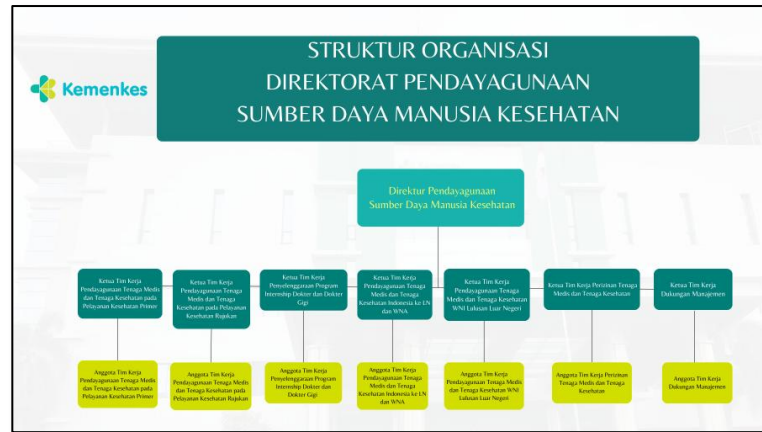 STRUKTUR ORGANISASI
DIREKTORAT PENDAYAGUNAAN
SUMBER DAYA MANUSIA KESEHATAN
Kemenkes
Direktur Pendayagunaan
Sumber Daya Manusia Kesehatan
Ketua Tim Kerja
Pendayagunaan Tenaga Medis
dan Tenaga Kesehatan pada
Pelayanan Kesehatan Primer
Ketua Tim Kerja
Pendayagunaan Tenaga
Medis dan Tenaga
Kesehatan pada Pelayanan
Kesehatan Rujukan
Ketua Tim Kerja
Penyelenggaraan Program
Internship Dokter dan Dokter
Gigi
Ketua Tim Kerja
Pendayagunaan Tenaga
Medis dan Tenaga
Kesehatan Indonesia ke LN
dan WNA
Ketua Tim Kerja
Pendayagunaan Tenaga
Medis dan Tenaga Kesehatan
WNI Lulusan Luar Negeri
Ketua Tim Kerja Perizinan Tenaga
Medis dan Tenaga Kesehatan
Ketua Tim Kerja
Dukungan Manajemen
Anggota Tim Kerja
Pendayagunaan Tenaga Medis
dan Tenaga Kesehatan pada
Pelayanan Kesehatan Primer
Anggota Tim Kerja
Pendayagunaan Tenaga Medis
dan Tenaga Kesehatan pada
Pelayanan Kesehatan Rujukan
Anggota Tim Kerja
Penyelenggaraan Program
Internship Dokter dan
Dokter Gigi
Anggota Tim Kerja
Pendayagunaan Tenaga
Medis dan Tenaga
Kesehatan Indonesia ke LN
dan WNA
Anggota Tim Kerja
Pendayagunaan Tenaga Medis
dan Tenaga Kesehatan WNI
Lulusan Luar Negeri
Anggota Tim Kerja Perizinan
Tenaga Medis dan Tenaga
Kesehatan
Anggota Tim Kerja
Dukungan Manajemen